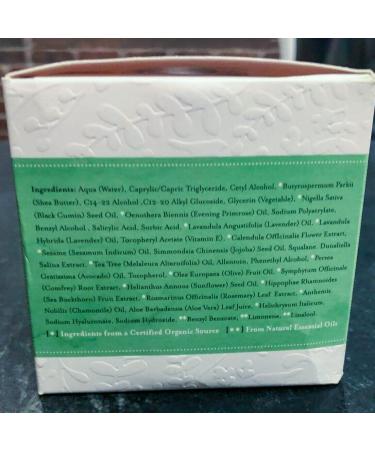 Ingredients: Aqua (Water), Caprylic/Capric Triglyceride, Cetyl Alcohol, *Butyrospermum Parkii
(Shea Butter), C14-22 Alcohol ,C12-20 Alkyl Glucoside, Glycerin (Vegetable), *Nigella Sativa
(Black Cumin) Seed Oil, *Oenothera Biennis (Evening Primrose) Oil, Sodium Polyacrylate,
Benzyl Alcohol , Salicylic Acid, Sorbic Acid. *Lavandula Angustifolia (Lavender) Oil, *Lavandula
Hybrida (Lavender) Oil, Tocopheryl Acetate (Vitamin E), *Calendula Officinalis Flower Extract,
*Sesame (Sesamum Indicum) Oil, Simmondsia Chinensis (Jojoba) Seed Oil, Squalane, Dunaliella
Salina Extract, *Tea Tree (Melaleuca Alternifolia) Oil, Allantoin, Phenethyl Alcohol, *Persea
Gratissima (Avocado) Oil, Tocopherol, *Olea Europaea (Olive) Fruit Oil, *Symphytum Officinale
(Comfrey) Root Extract, *Helianthus Annuus (Sunflower) Seed Oil, *Hippophae Rhamnoides
(Sea Buckthorn) Fruit Extract, *Rosmarinus Officinalis (Rosemary) Leaf Extract, *Anthemis
Nobilis (Chamomile) Oil, Aloe Barbadensis (Aloe Vera) Leaf Juice, *Helichrysum Italicum,
Sodium Hyaluronate, Sodium Hydroxide. **Benzyl Benzoate, **Limonene, **Linalool.
[*] Ingredients from a Certified Organic Source [**] From Natural Essential Oils